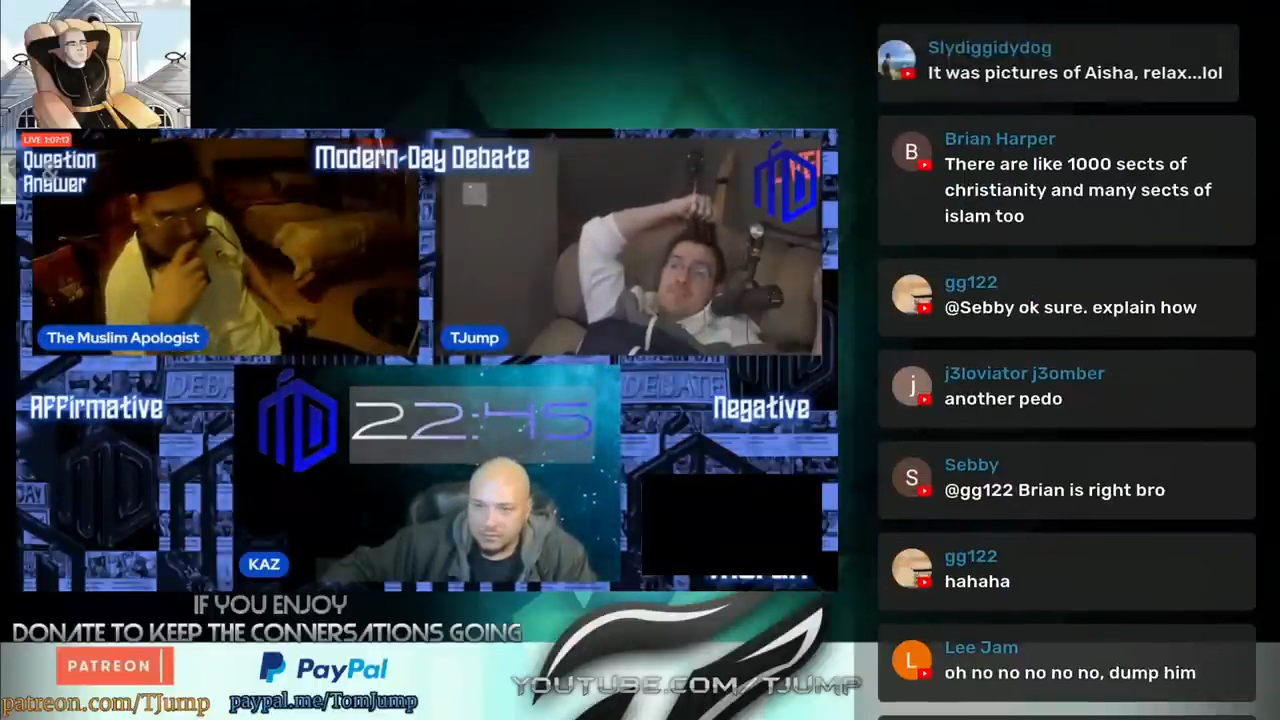 LIVE 1:07:13
Question
&
Answer
Modern-Day Debate
The Muslim Apologist
TJump
Affirmative
Negative
22:45
KAZ
IF YOU ENJOY
DONATE TO KEEP THE CONVERSATIONS GOING
PATREON
PayPal
patreon.com/TJump
paypal.me/TomJump
YOUTUBE.COM/TJUMP
Slydiggidydog
It was pictures of Aisha, relax...lol
B
Brian Harper
There are like 1000 sects of
christianity and many sects of
islam too
gg122
@Sebby ok sure. explain how
j
j3loviator j3omber
another pedo
S
Sebby
@gg122 Brian is right bro
gg122
hahaha
L
Lee Jam
oh no no no no no, dump him